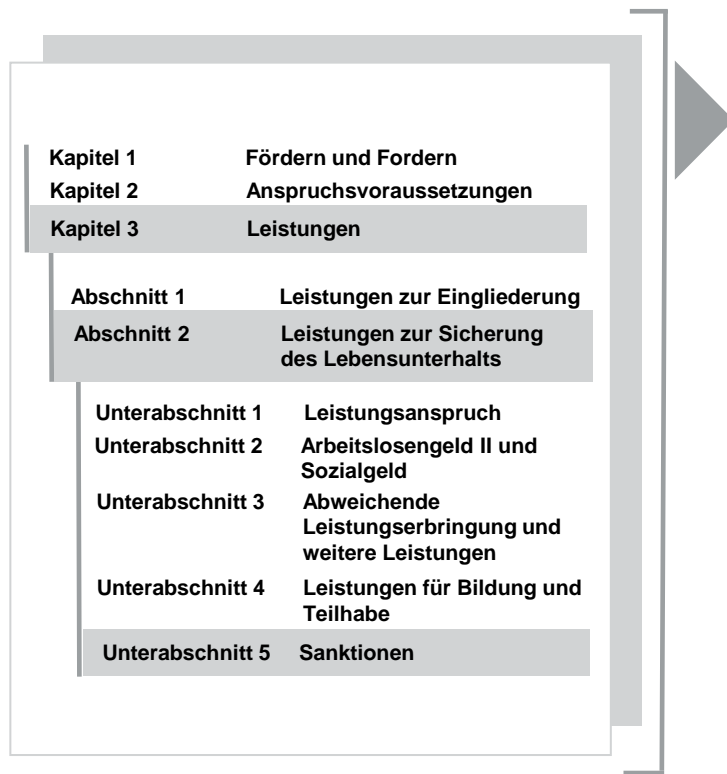 Kapitel 1 Fördern und Fordern
Kapitel 2 Anspruchsvoraussetzungen
Kapitel 3 Leistungen
Abschnitt 1 Leistungen zur Eingliederung
Abschnitt 2 Leistungen zur Sicherung
des Lebensunterhalts
Unterabschnitt 1 Leistungsanspruch
Unterabschnitt 2 Arbeitslosengeld II und
Sozialgeld
Unterabschnitt 3 Abweichende
Leistungserbringung und
weitere Leistungen
Unterabschnitt 4 Leistungen für Bildung und
Teilhabe
Unterabschnitt 5 Sanktionen